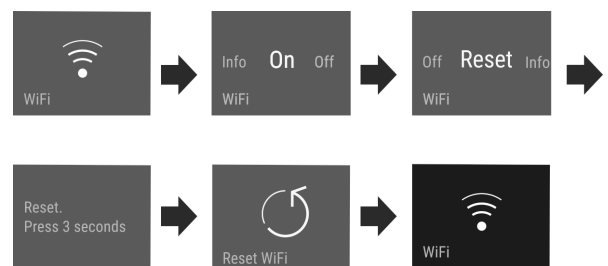 WiFi
Info On Off
WiFi
Off Reset Info
WiFi
Reset.
Press 3 seconds
Reset WiFi
WiFi